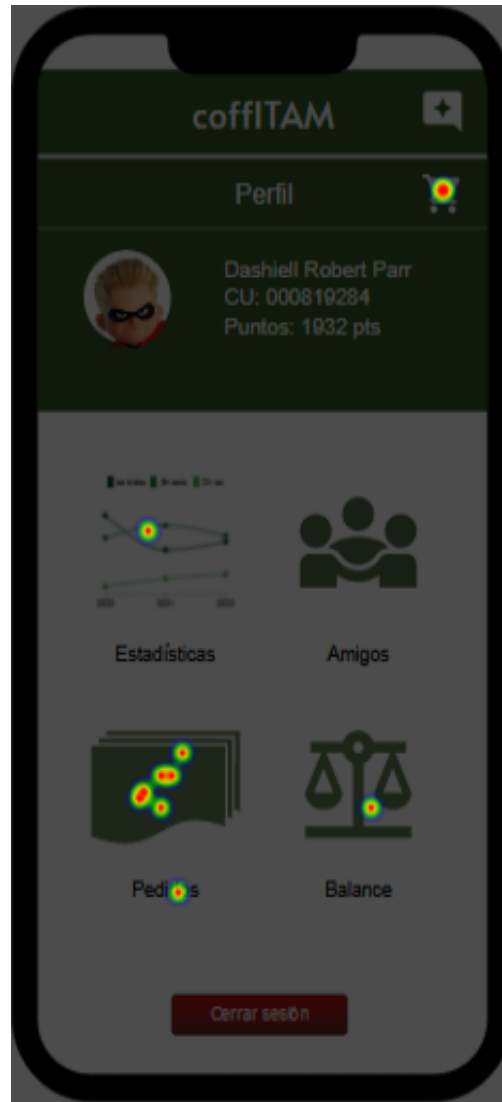 coffITAM
Perfil
Dashiell Robert Parr
CU: 000819284
Puntos: 1932 pts
Estadísticas
Amigos
Balance
Cerrar sesión